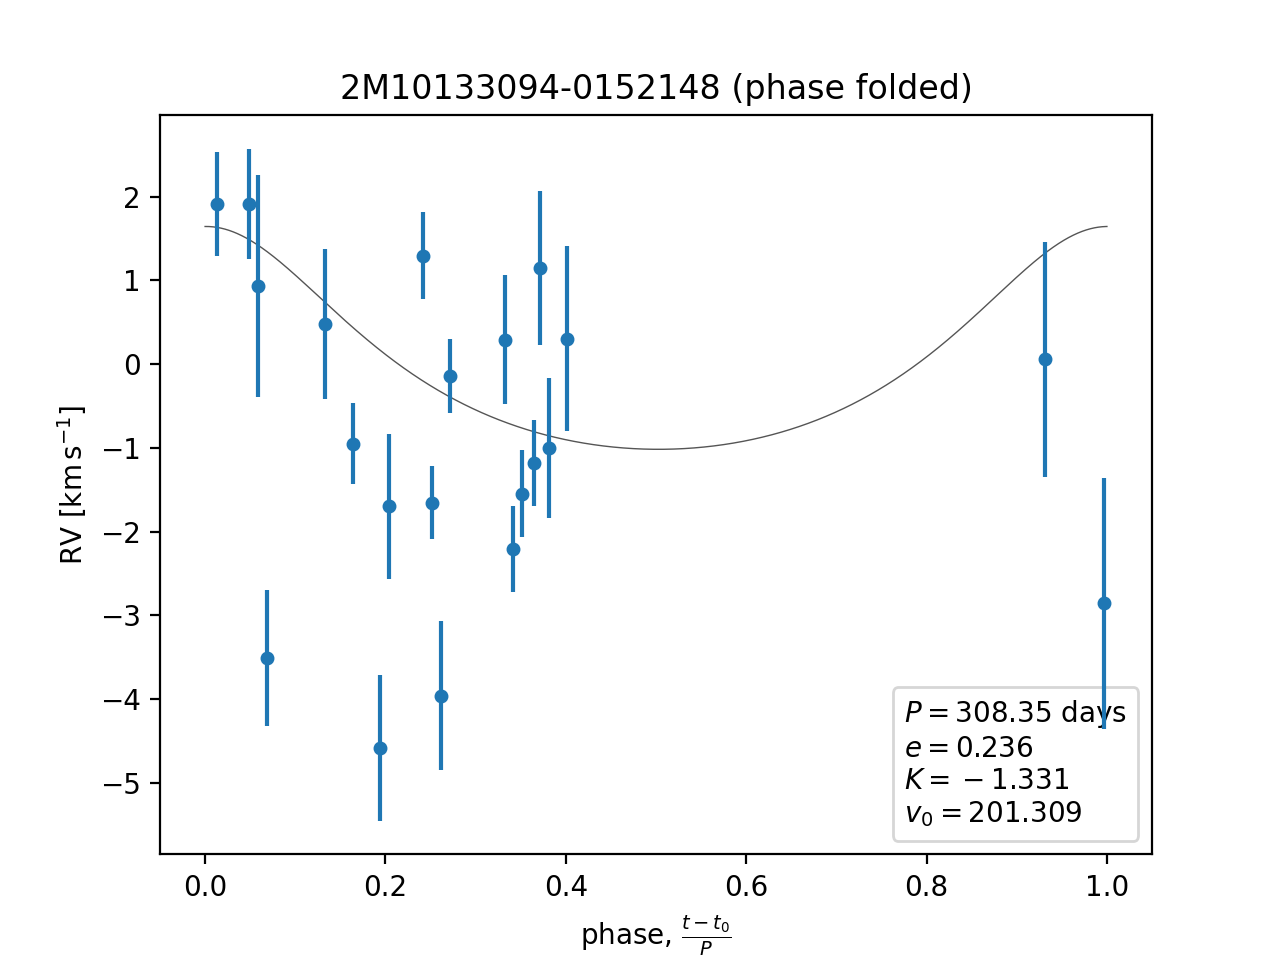 2M10133094-0152148 (phase folded)
RV [km s⁻¹]
2
1
0
−1
−2
−3
−4
−5
P = 308.35 days
e = 0.236
K = − 1.331
v₀ = 201.309
0.0 0.2 0.4 0.6 0.8 1.0
phase, (t − t₀)/P